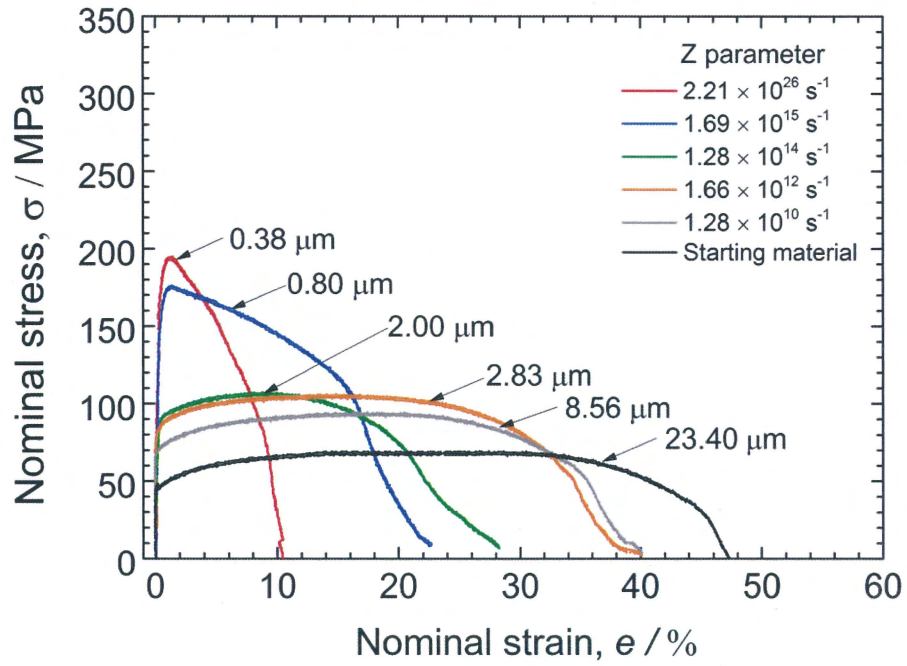 350
300
250
200
150
100
50
0
Nominal stress, σ / MPa
Z parameter
2.21 × 10²⁶ s⁻¹
1.69 × 10¹⁵ s⁻¹
1.28 × 10¹⁴ s⁻¹
1.66 × 10¹² s⁻¹
1.28 × 10¹⁰ s⁻¹
Starting material
0.38 μm
0.80 μm
2.00 μm
2.83 μm
8.56 μm
23.40 μm
0 10 20 30 40 50 60
Nominal strain, e / %